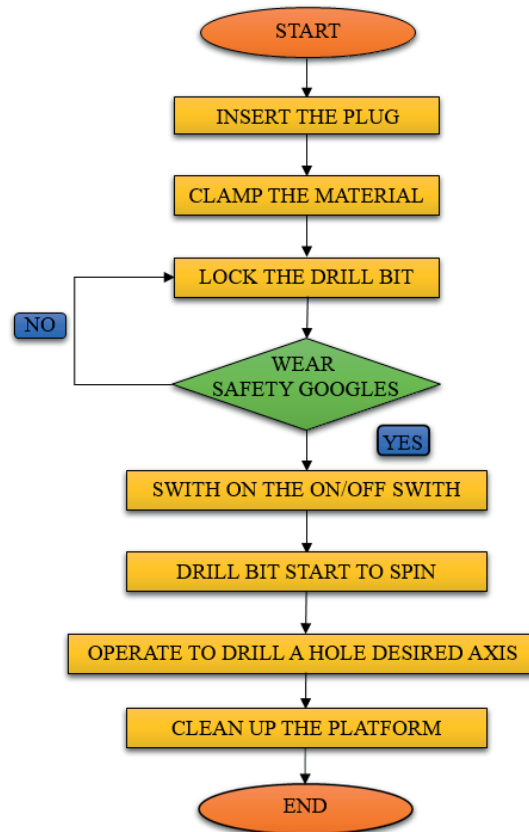 START
INSERT THE PLUG
CLAMP THE MATERIAL
LOCK THE DRILL BIT
NO
WEAR
SAFETY GOOGLES
YES
SWITH ON THE ON/OFF SWITH
DRILL BIT START TO SPIN
OPERATE TO DRILL A HOLE DESIRED AXIS
CLEAN UP THE PLATFORM
END